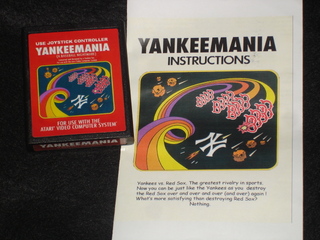 USE JOYSTICK CONTROLLER
YANKEEMANIA
FOR USE WITH THE
ATARI VIDEO COMPUTER SYSTEM
YANKEEMANIA
YANKEEMANIA
INSTRUCTIONS
Yankees vs. Red Sox. The greatest rivalry in sports.
Now you can be just like the Yankees as you destroy
the Red Sox over and over and over (and over) again!
What's more satisfying than destroying Red Sox?
Nothing.